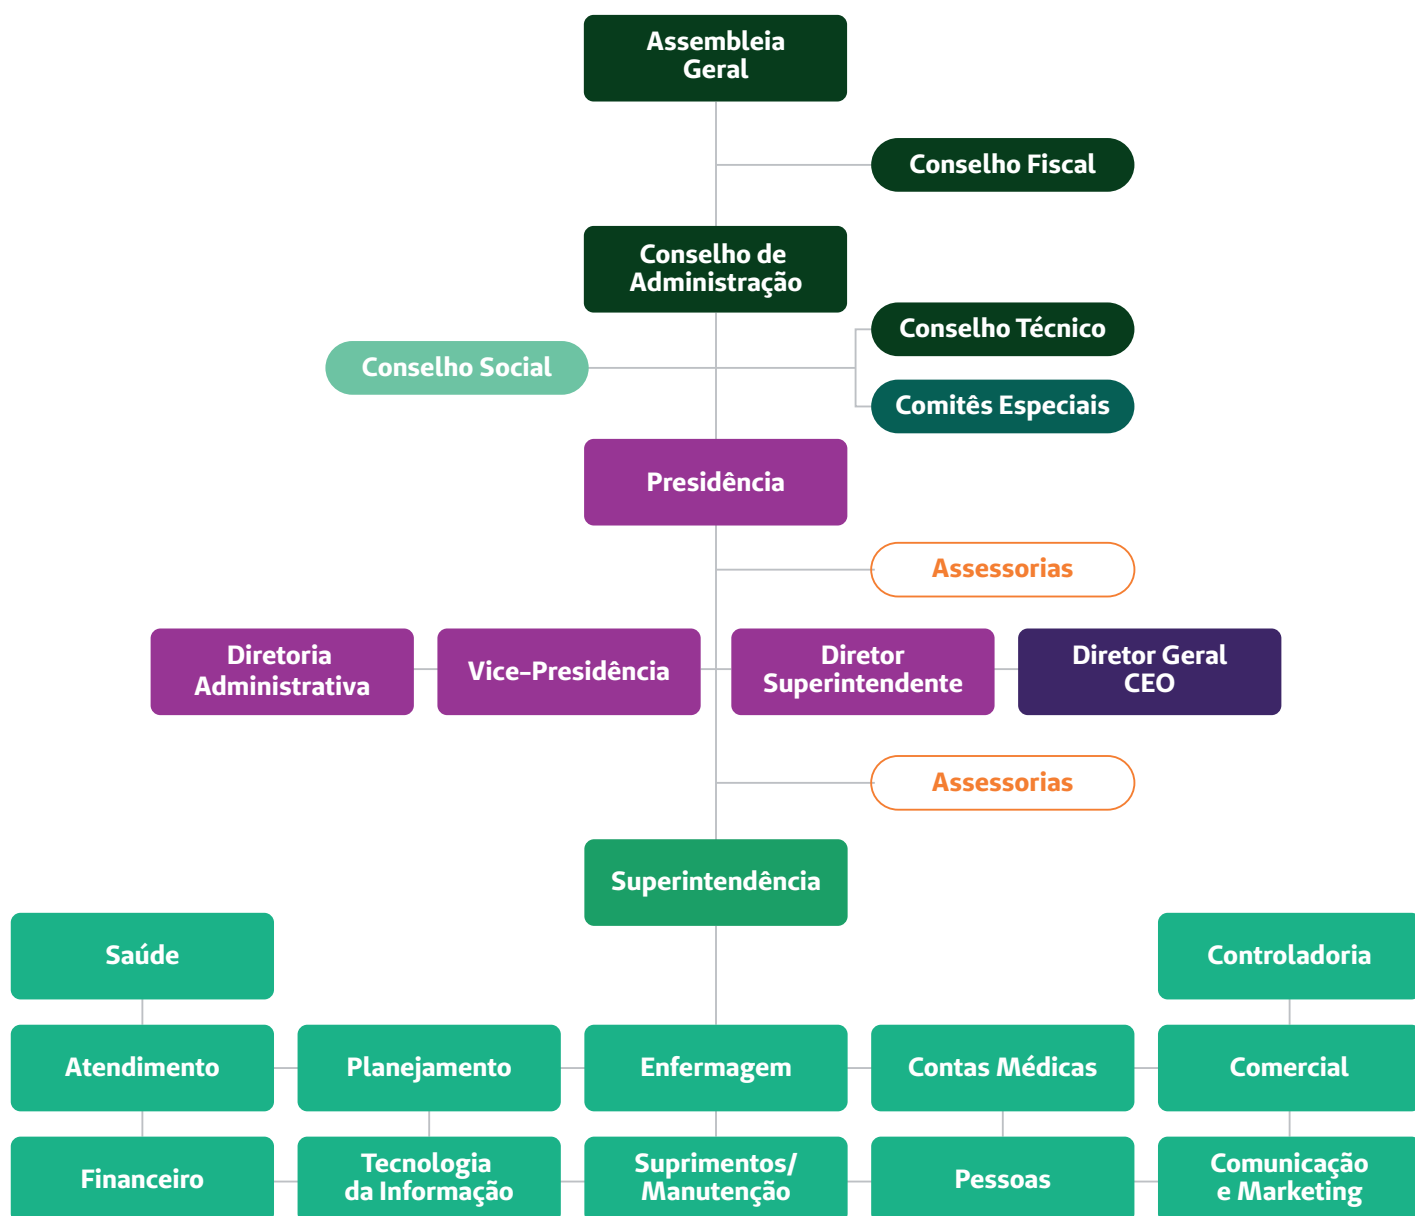 Assembleia
Geral
Conselho Fiscal
Conselho de
Administração
Conselho Técnico
Conselho Social
Comitês Especiais
Presidência
Assessorias
Diretoria
Administrativa
Vice-Presidência
Diretor
Superintendente
Diretor Geral
CEO
Assessorias
Superintendência
Saúde
Controladoria
Atendimento
Planejamento
Enfermagem
Contas Médicas
Comercial
Financeiro
Tecnologia
da Informação
Suprimentos/
Manutenção
Pessoas
Comunicação
e Marketing